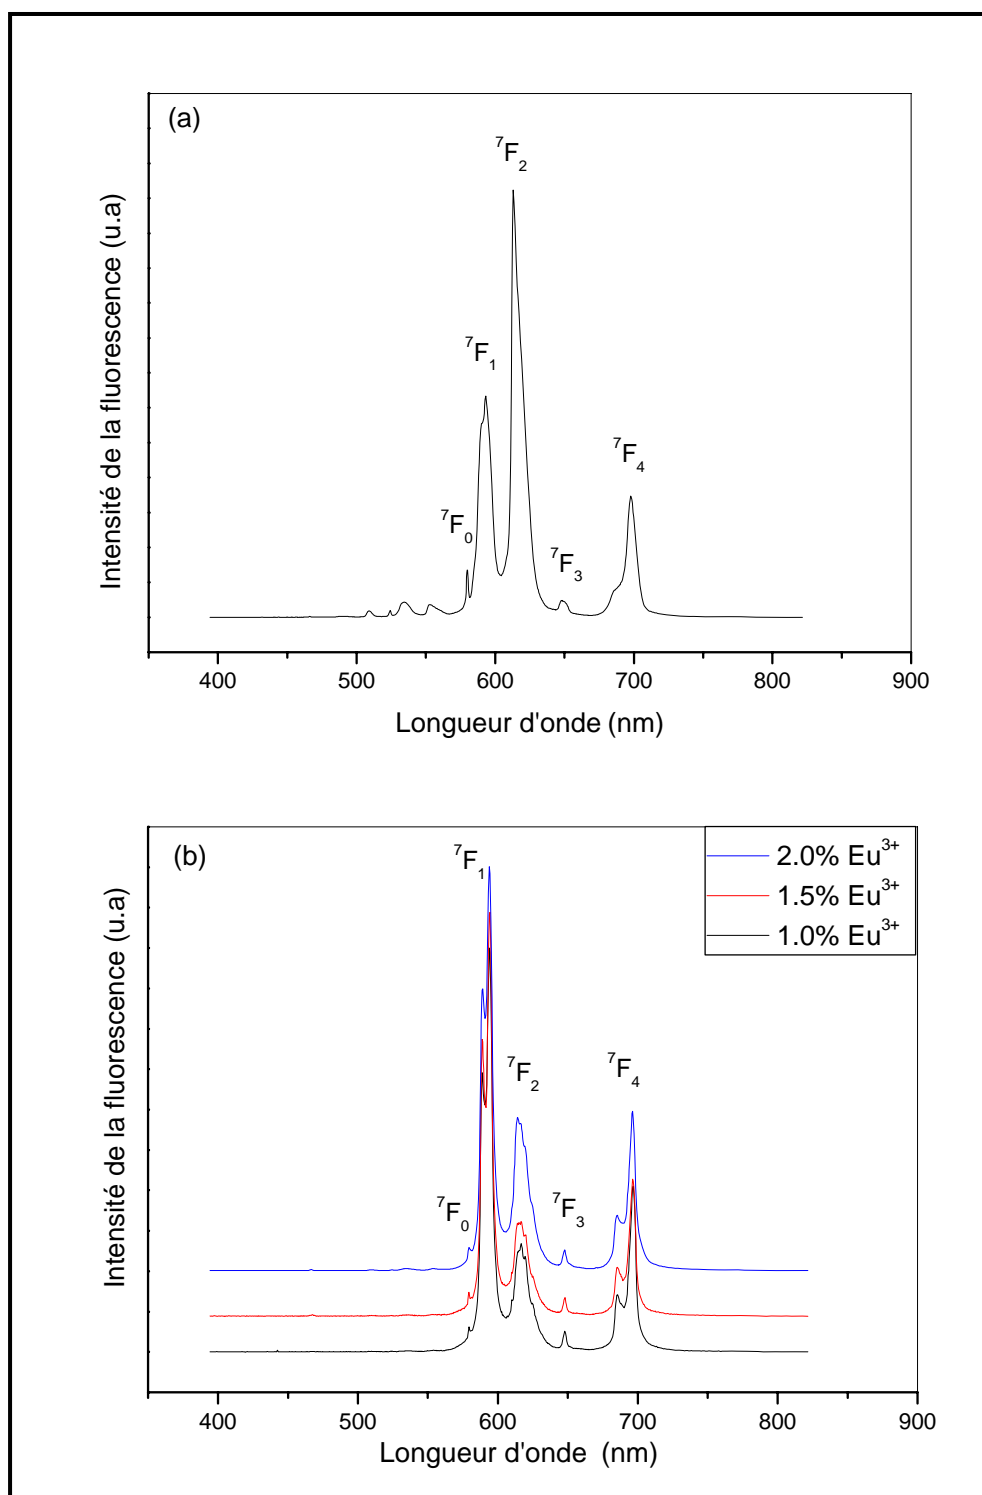 (a)
⁷F₂
⁷F₁
⁷F₄
⁷F₀
⁷F₃
Intensité de la fluorescence (u.a)
400 500 600 700 800 900
Longueur d'onde (nm)
(b)
2.0% Eu³⁺
1.5% Eu³⁺
1.0% Eu³⁺
⁷F₁
⁷F₂
⁷F₄
⁷F₀
⁷F₃
Intensité de la fluorescence (u.a)
400 500 600 700 800 900
Longueur d'onde (nm)